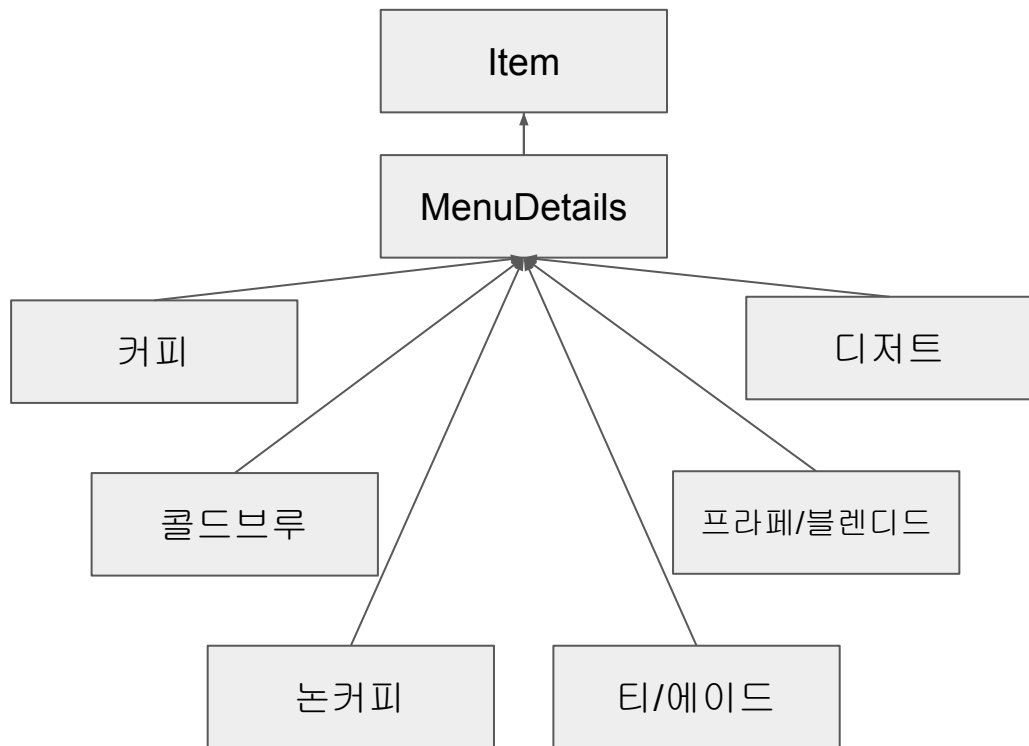 Item
MenuDetails
커피
디저트
콜드브루
프라페/블렌디드
논커피
티/에이드